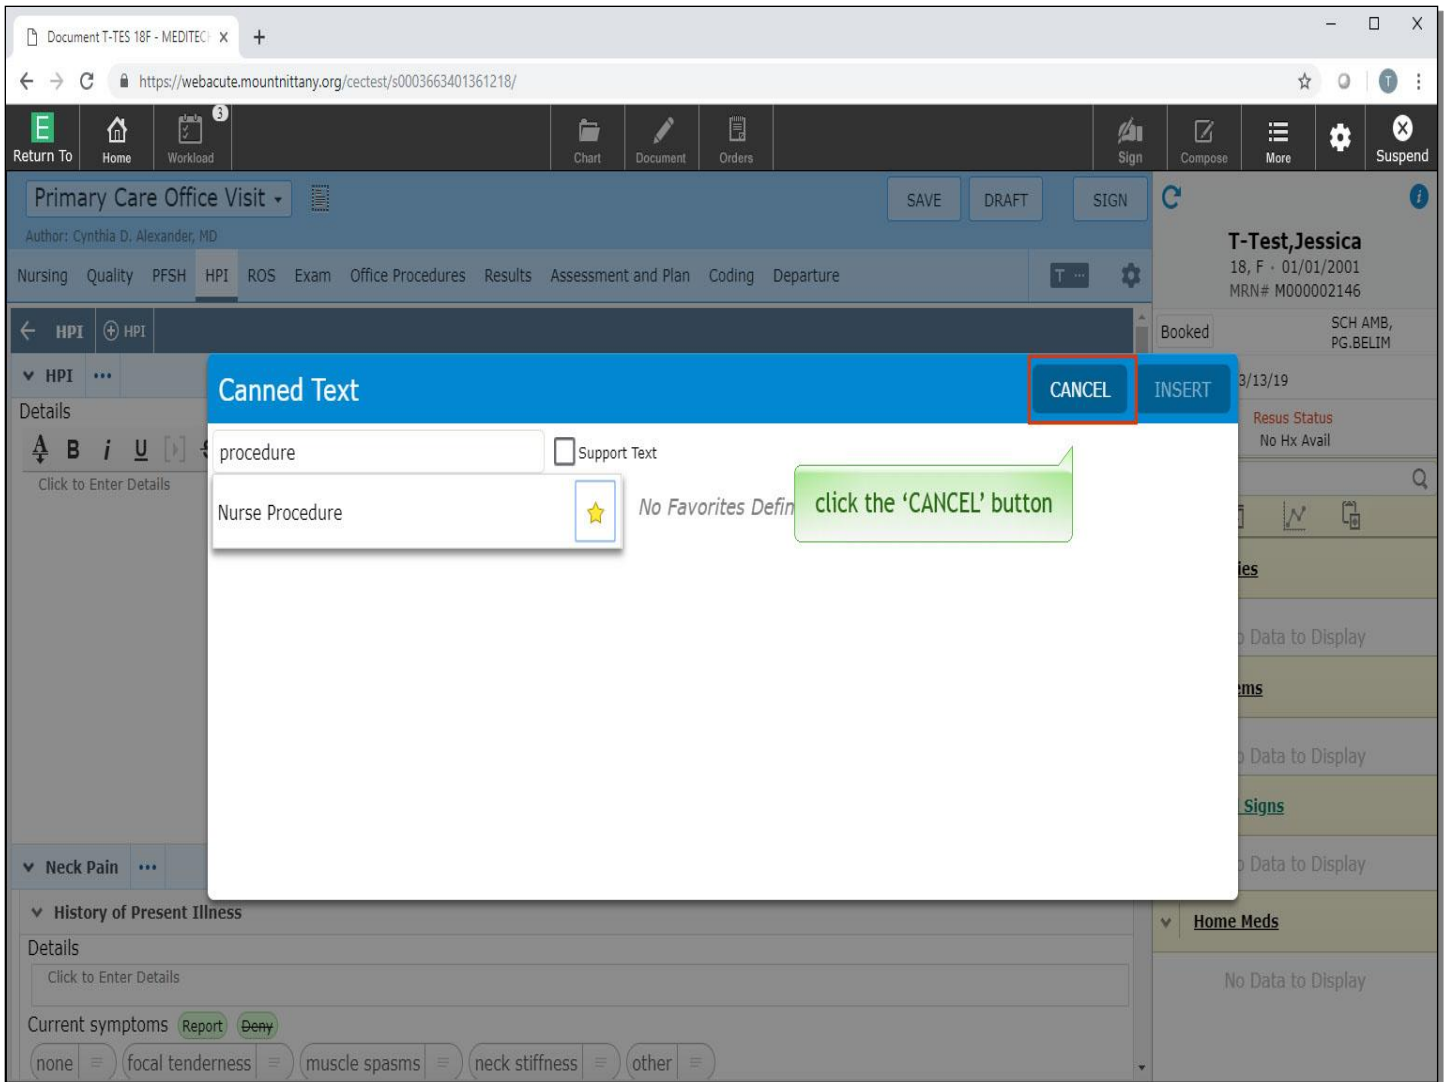 Document T-TES 18F - MEDITEC
https://webacute.mountnittany.org/cectest/s0003663401361218/
T
E
Return To
Home
3
Workload
Chart
Document
Orders
Sign
Compose
More
Suspend
Primary Care Office Visit
SAVE
DRAFT
SIGN
Author: Cynthia D. Alexander, MD
Nursing Quality PFSH HPI ROS Exam Office Procedures Results Assessment and Plan Coding Departure
T ...
T-Test,Jessica
18, F · 01/01/2001
MRN# M000002146
HPI
HPI
Booked
SCH AMB,
PG.BELIM
HPI
3/13/19
Details
Resus Status
No Hx Avail
B i U
Click to Enter Details
Canned Text
CANCEL
INSERT
procedure
Support Text
Nurse Procedure
No Favorites Defin
click the ‘CANCEL’ button
ies
Data to Display
ems
Data to Display
Signs
Data to Display
Neck Pain
History of Present Illness
Home Meds
Details
Click to Enter Details
No Data to Display
Current symptoms Report Deny
none focal tenderness muscle spasms neck stiffness other